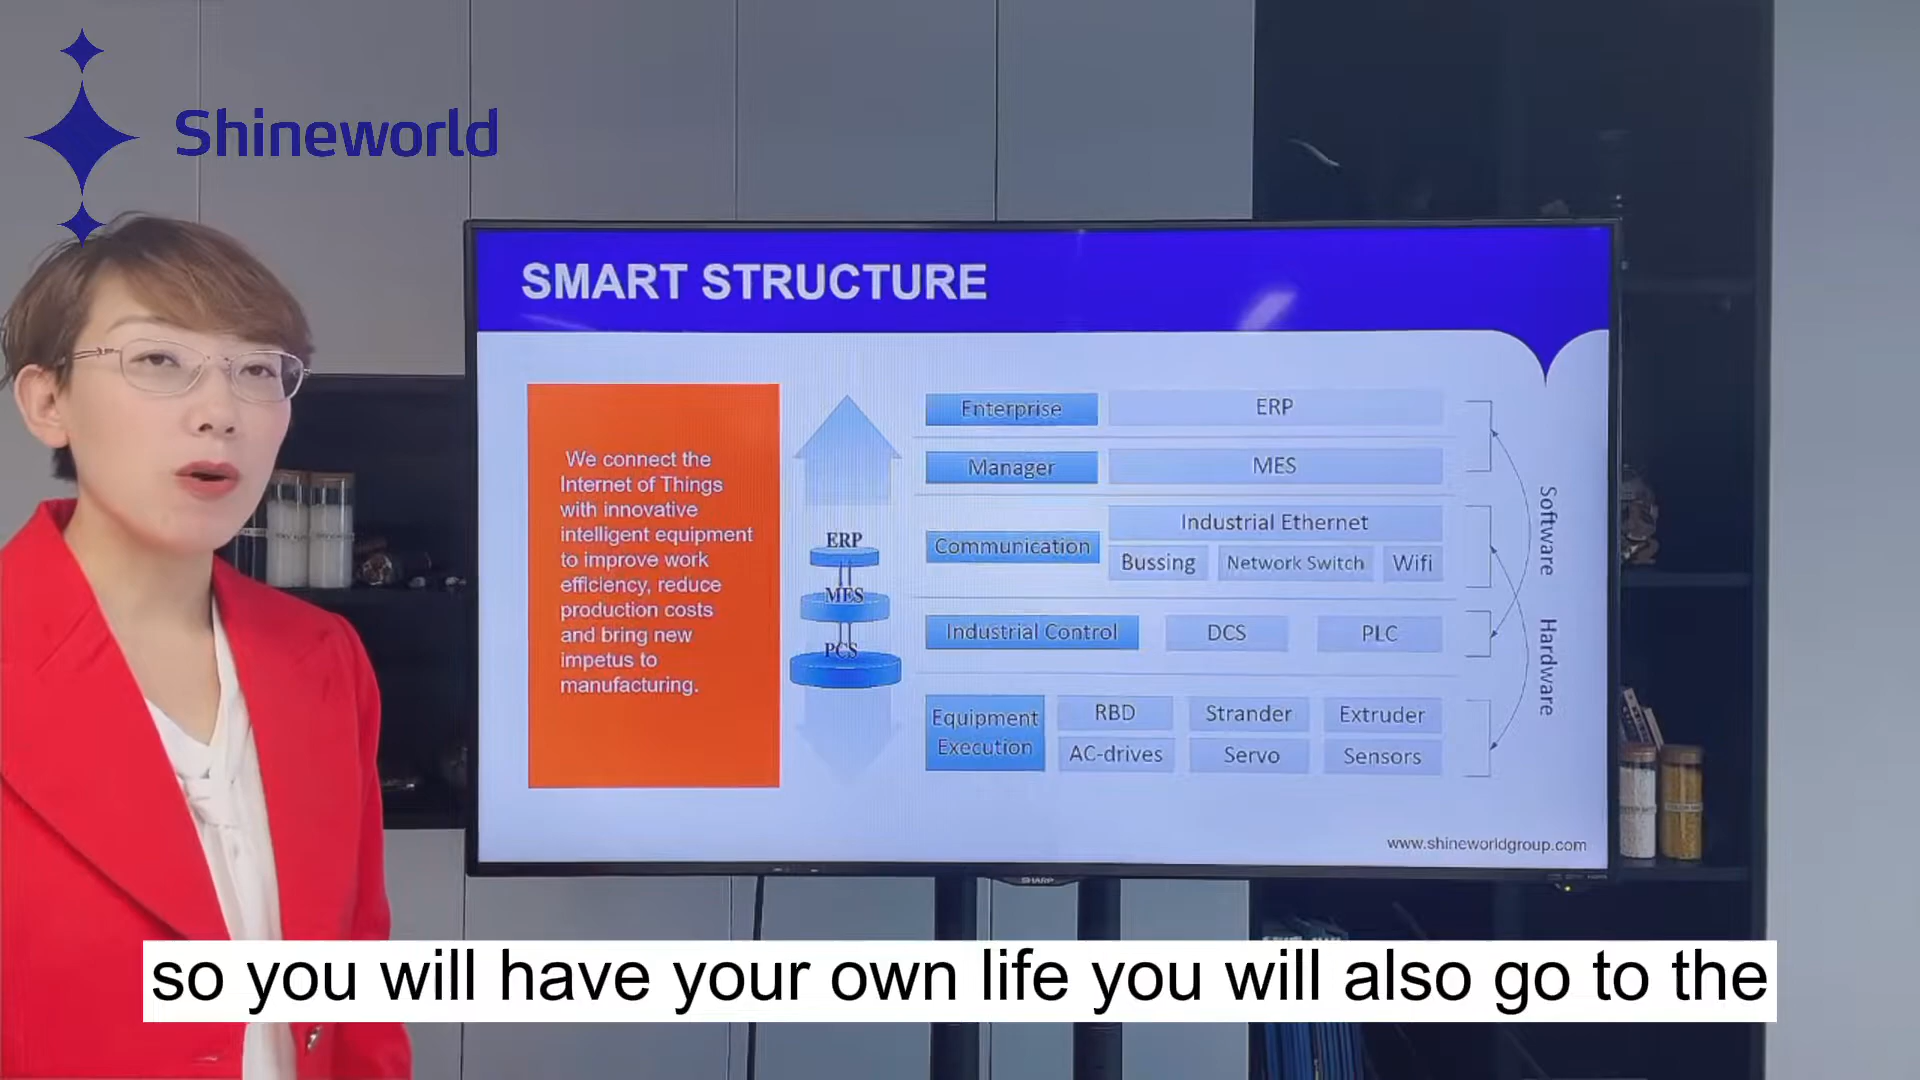 Shineworld
SMART STRUCTURE
We connect the
Internet of Things
with innovative
intelligent equipment
to improve work
efficiency, reduce
production costs
and bring new
impetus to
manufacturing.
ERP
MES
PCS
Enterprise
ERP
Manager
MES
Communication
Industrial Ethernet
Bussing
Network Switch
Wifi
Industrial Control
DCS
PLC
Equipment
Execution
RBD
Strander
Extruder
AC-drives
Servo
Sensors
Software
Hardware
www.shineworldgroup.com
SHARP
so you will have your own life you will also go to the